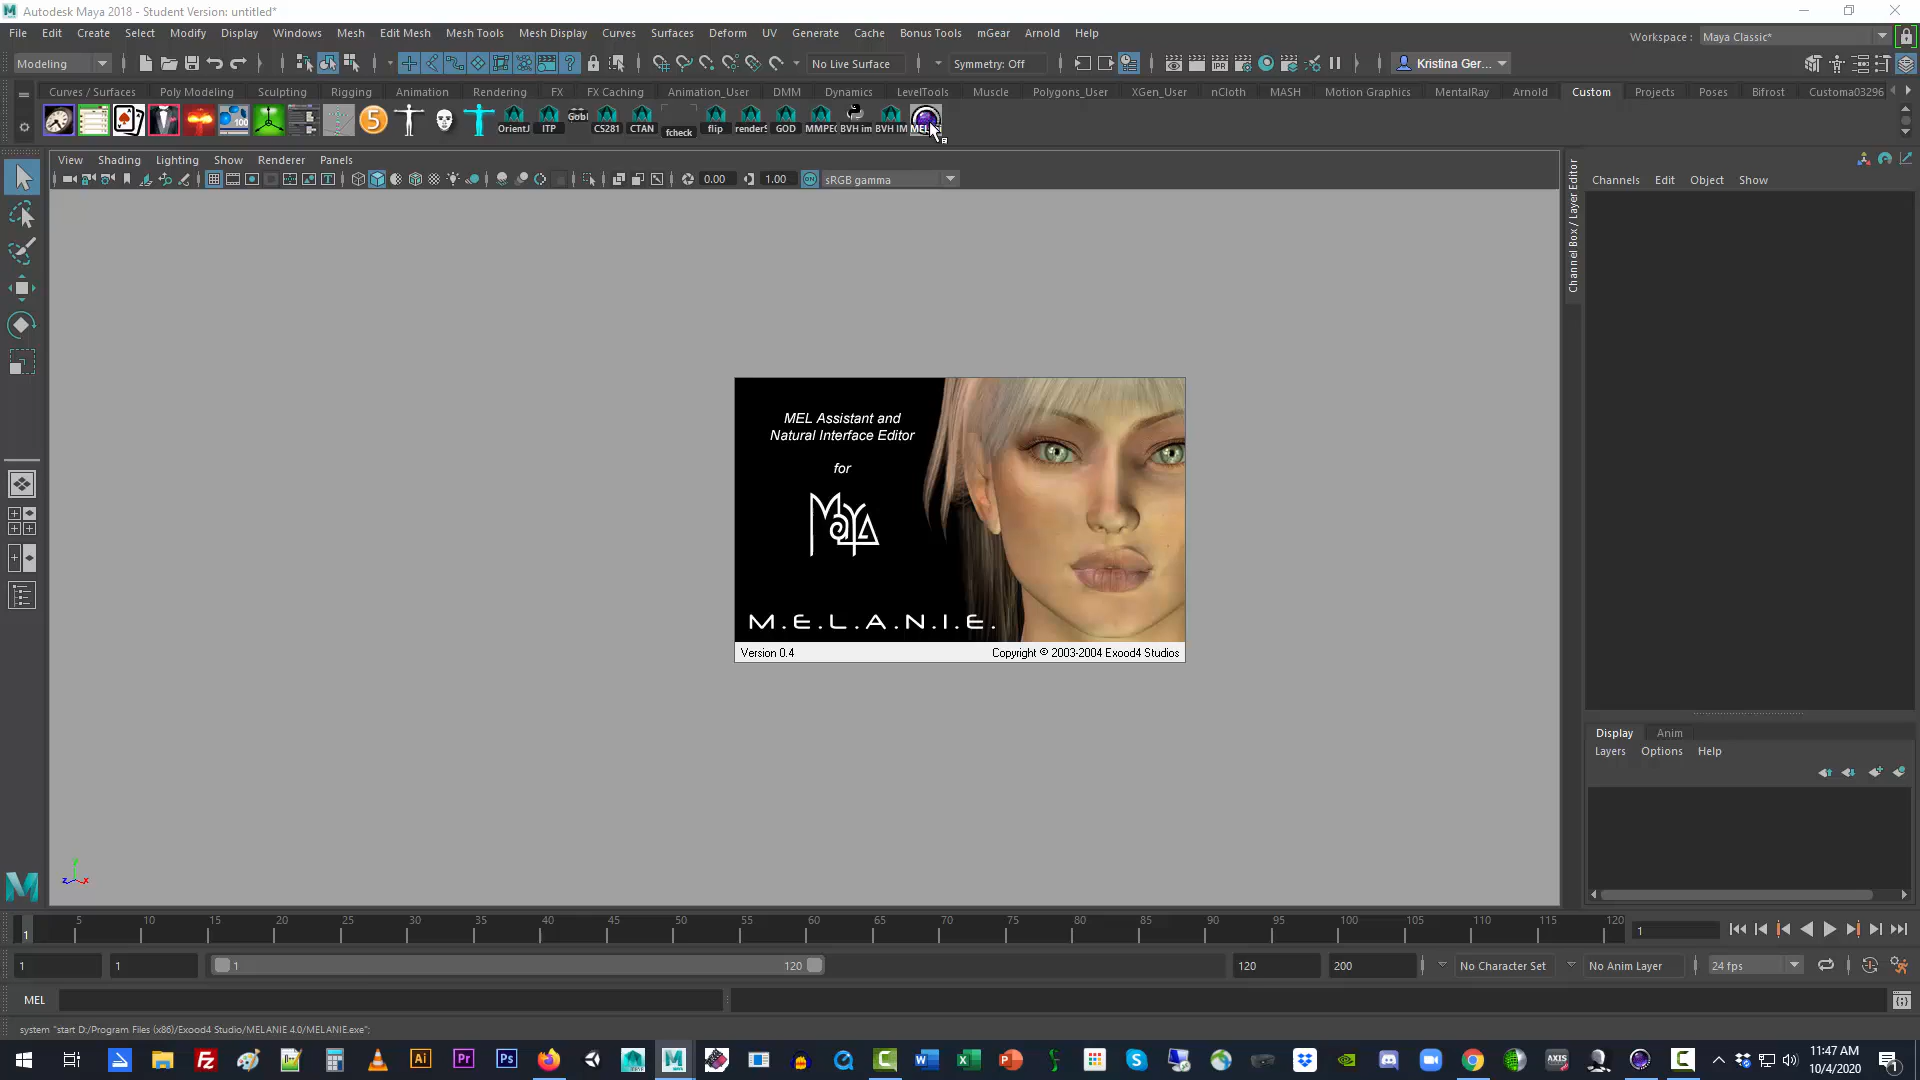 Autodesk Maya 2018 - Student Version: untitled*
File Edit Create Select Modify Display Windows Mesh Edit Mesh Mesh Tools Mesh Display Curves Surfaces Deform UV Generate Cache Bonus Tools mGear Arnold Help
Workspace : Maya Classic*
Modeling No Live Surface Symmetry: Off Kristina Ger...
Curves / Surfaces Poly Modeling Sculpting Rigging Animation Rendering FX FX Caching Animation_User DMM Dynamics LevelTools Muscle Polygons_User XGen_User nCloth MASH Motion Graphics MentalRay Arnold Custom Projects Poses Bifrost Customa03296
OrientJ ITP Gobl CS281 CTAN fcheck flip GOD BVH im BVH IM
View Shading Lighting Show Renderer Panels
0.00 1.00 ON sRGB gamma
Channels Edit Object Show
Channel Box / Layer Editor
MEL Assistant and
Natural Interface Editor
for
MaYA
M.E.L.A.N.I.E.
Version 0.4 Copyright © 2003-2004 Exood4 Studios
Display Anim
Layers Options Help
y
z x
5 10 15 20 25 30 35 40 45 50 55 60 65 70 75 80 85 90 95 100 105 110 115 120
1 1
1 1 1 120 120 200 No Character Set No Anim Layer 24 fps
MEL
system "start D:/Program Files (x86)/Exood4 Studio/MELANIE 4.0/MELANIE.exe";
11:47 AM
10/4/2020